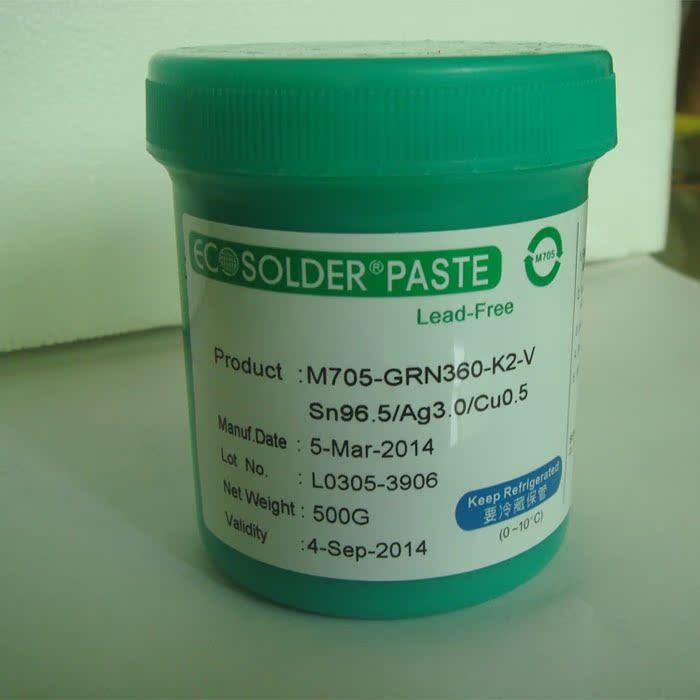 ECOSOLDER® PASTE
M705
Lead-Free
Product : M705-GRN360-K2-V
Sn96.5/Ag3.0/Cu0.5
Manuf.Date : 5-Mar-2014
Lot No. : L0305-3906
Net Weight : 500G
Validity : 4-Sep-2014
Keep Refrigerated
要冷藏保管
(0~10°C)